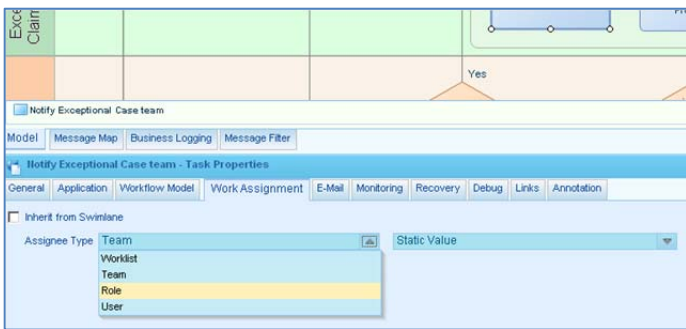 Exce
Claim
Yes
Notify Exceptional Case team
Model Message Map Business Logging Message Filter
Notify Exceptional Case team - Task Properties
General Application Workflow Model Work Assignment E-Mail Monitoring Recovery Debug Links Annotation
Inherit from Swimlane
Assignee Type Team Static Value
Worklist
Team
Role
User